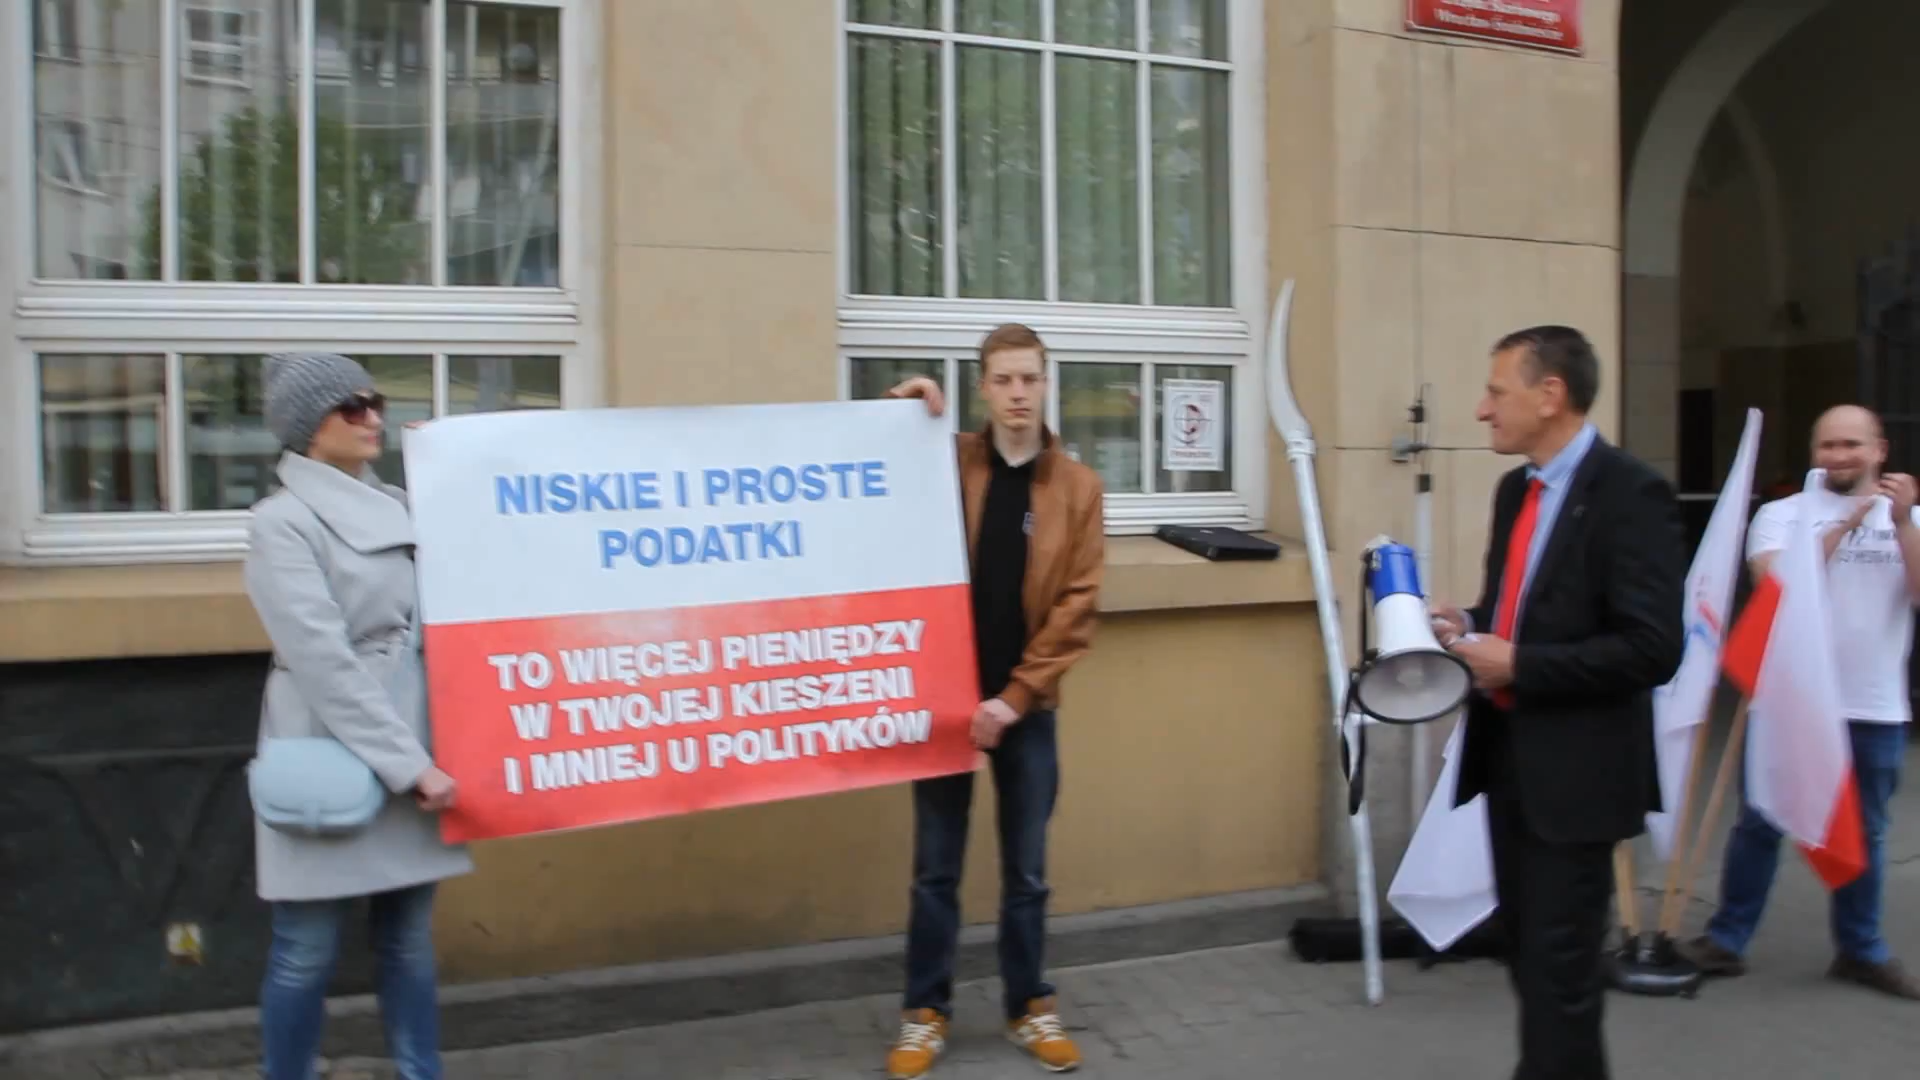 NISKIE I PROSTE
PODATKI
TO WIĘCEJ PIENIĘDZY
W TWOJEJ KIESZENI
I MNIEJ U POLITYKÓW